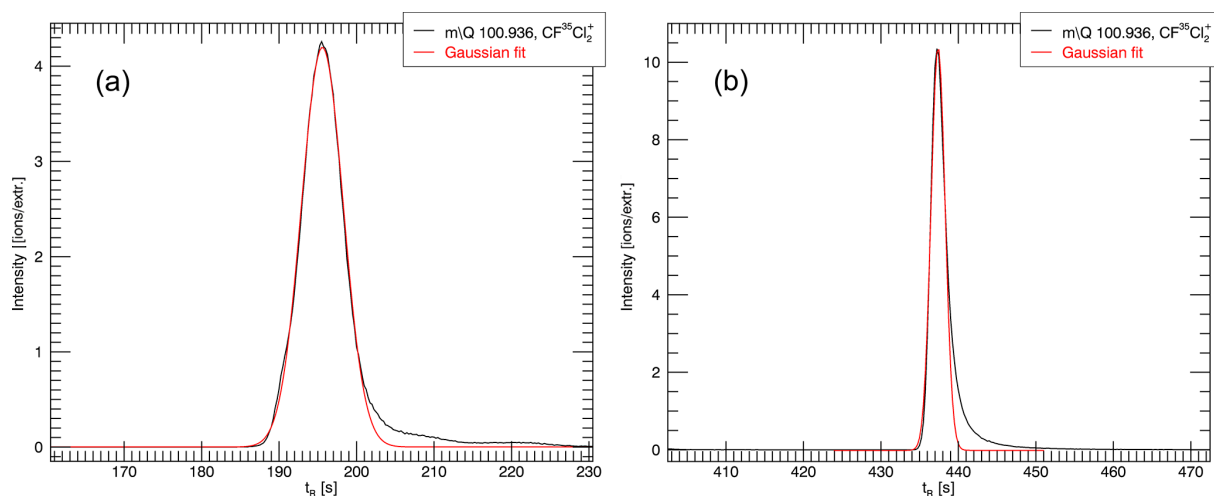 m\Q 100.936, CF³⁵Cl₂⁺
Gaussian fit
(a)
4
3
2
1
0
Intensity [ions/extr.]
170 180 190 200 210 220 230
t_R [s]
m\Q 100.936, CF³⁵Cl₂⁺
Gaussian fit
(b)
10
8
6
4
2
0
Intensity [ions/extr.]
410 420 430 440 450 460 470
t_R [s]